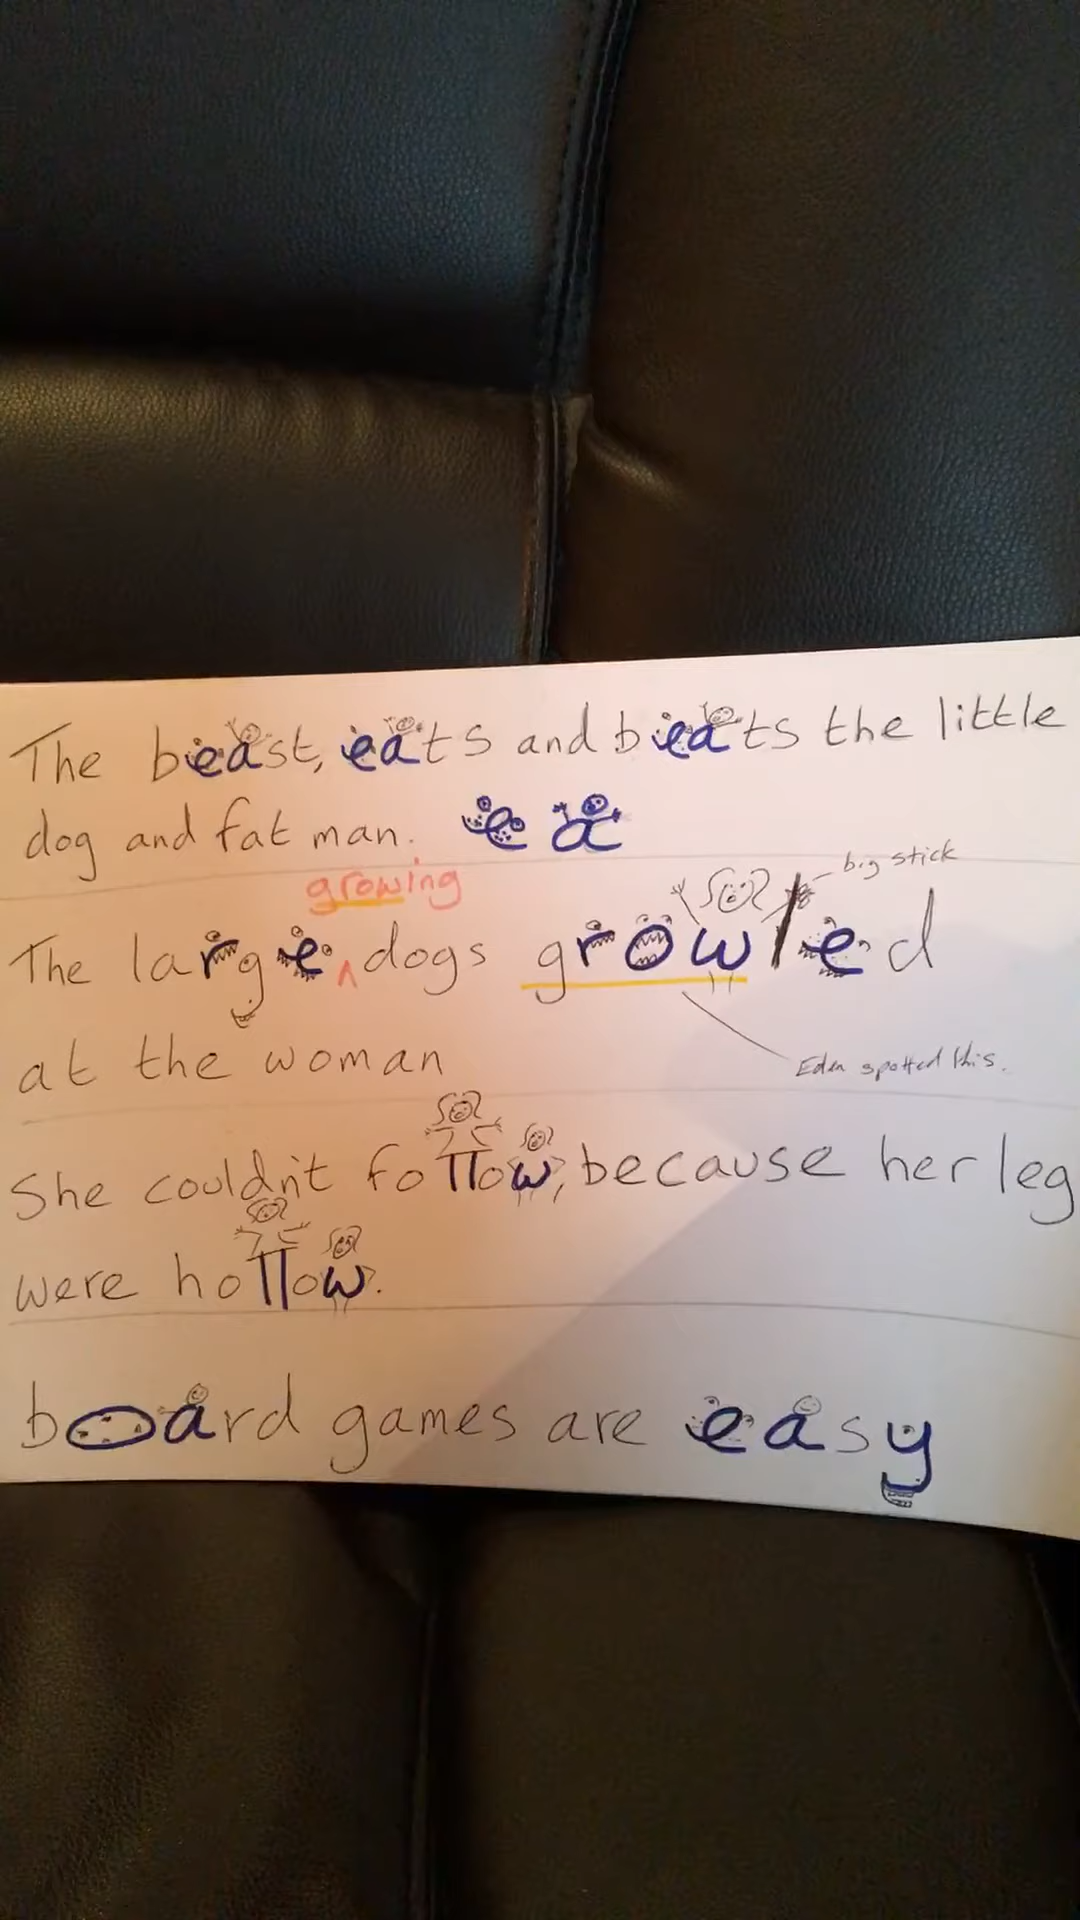 The beast, eats and beats the little
dog and fat man. e a
growing
big stick
The large ^ dogs growled
at the woman
Eden spotted this.
She couldn't follow, because her leg
were hollow.
board games are easy